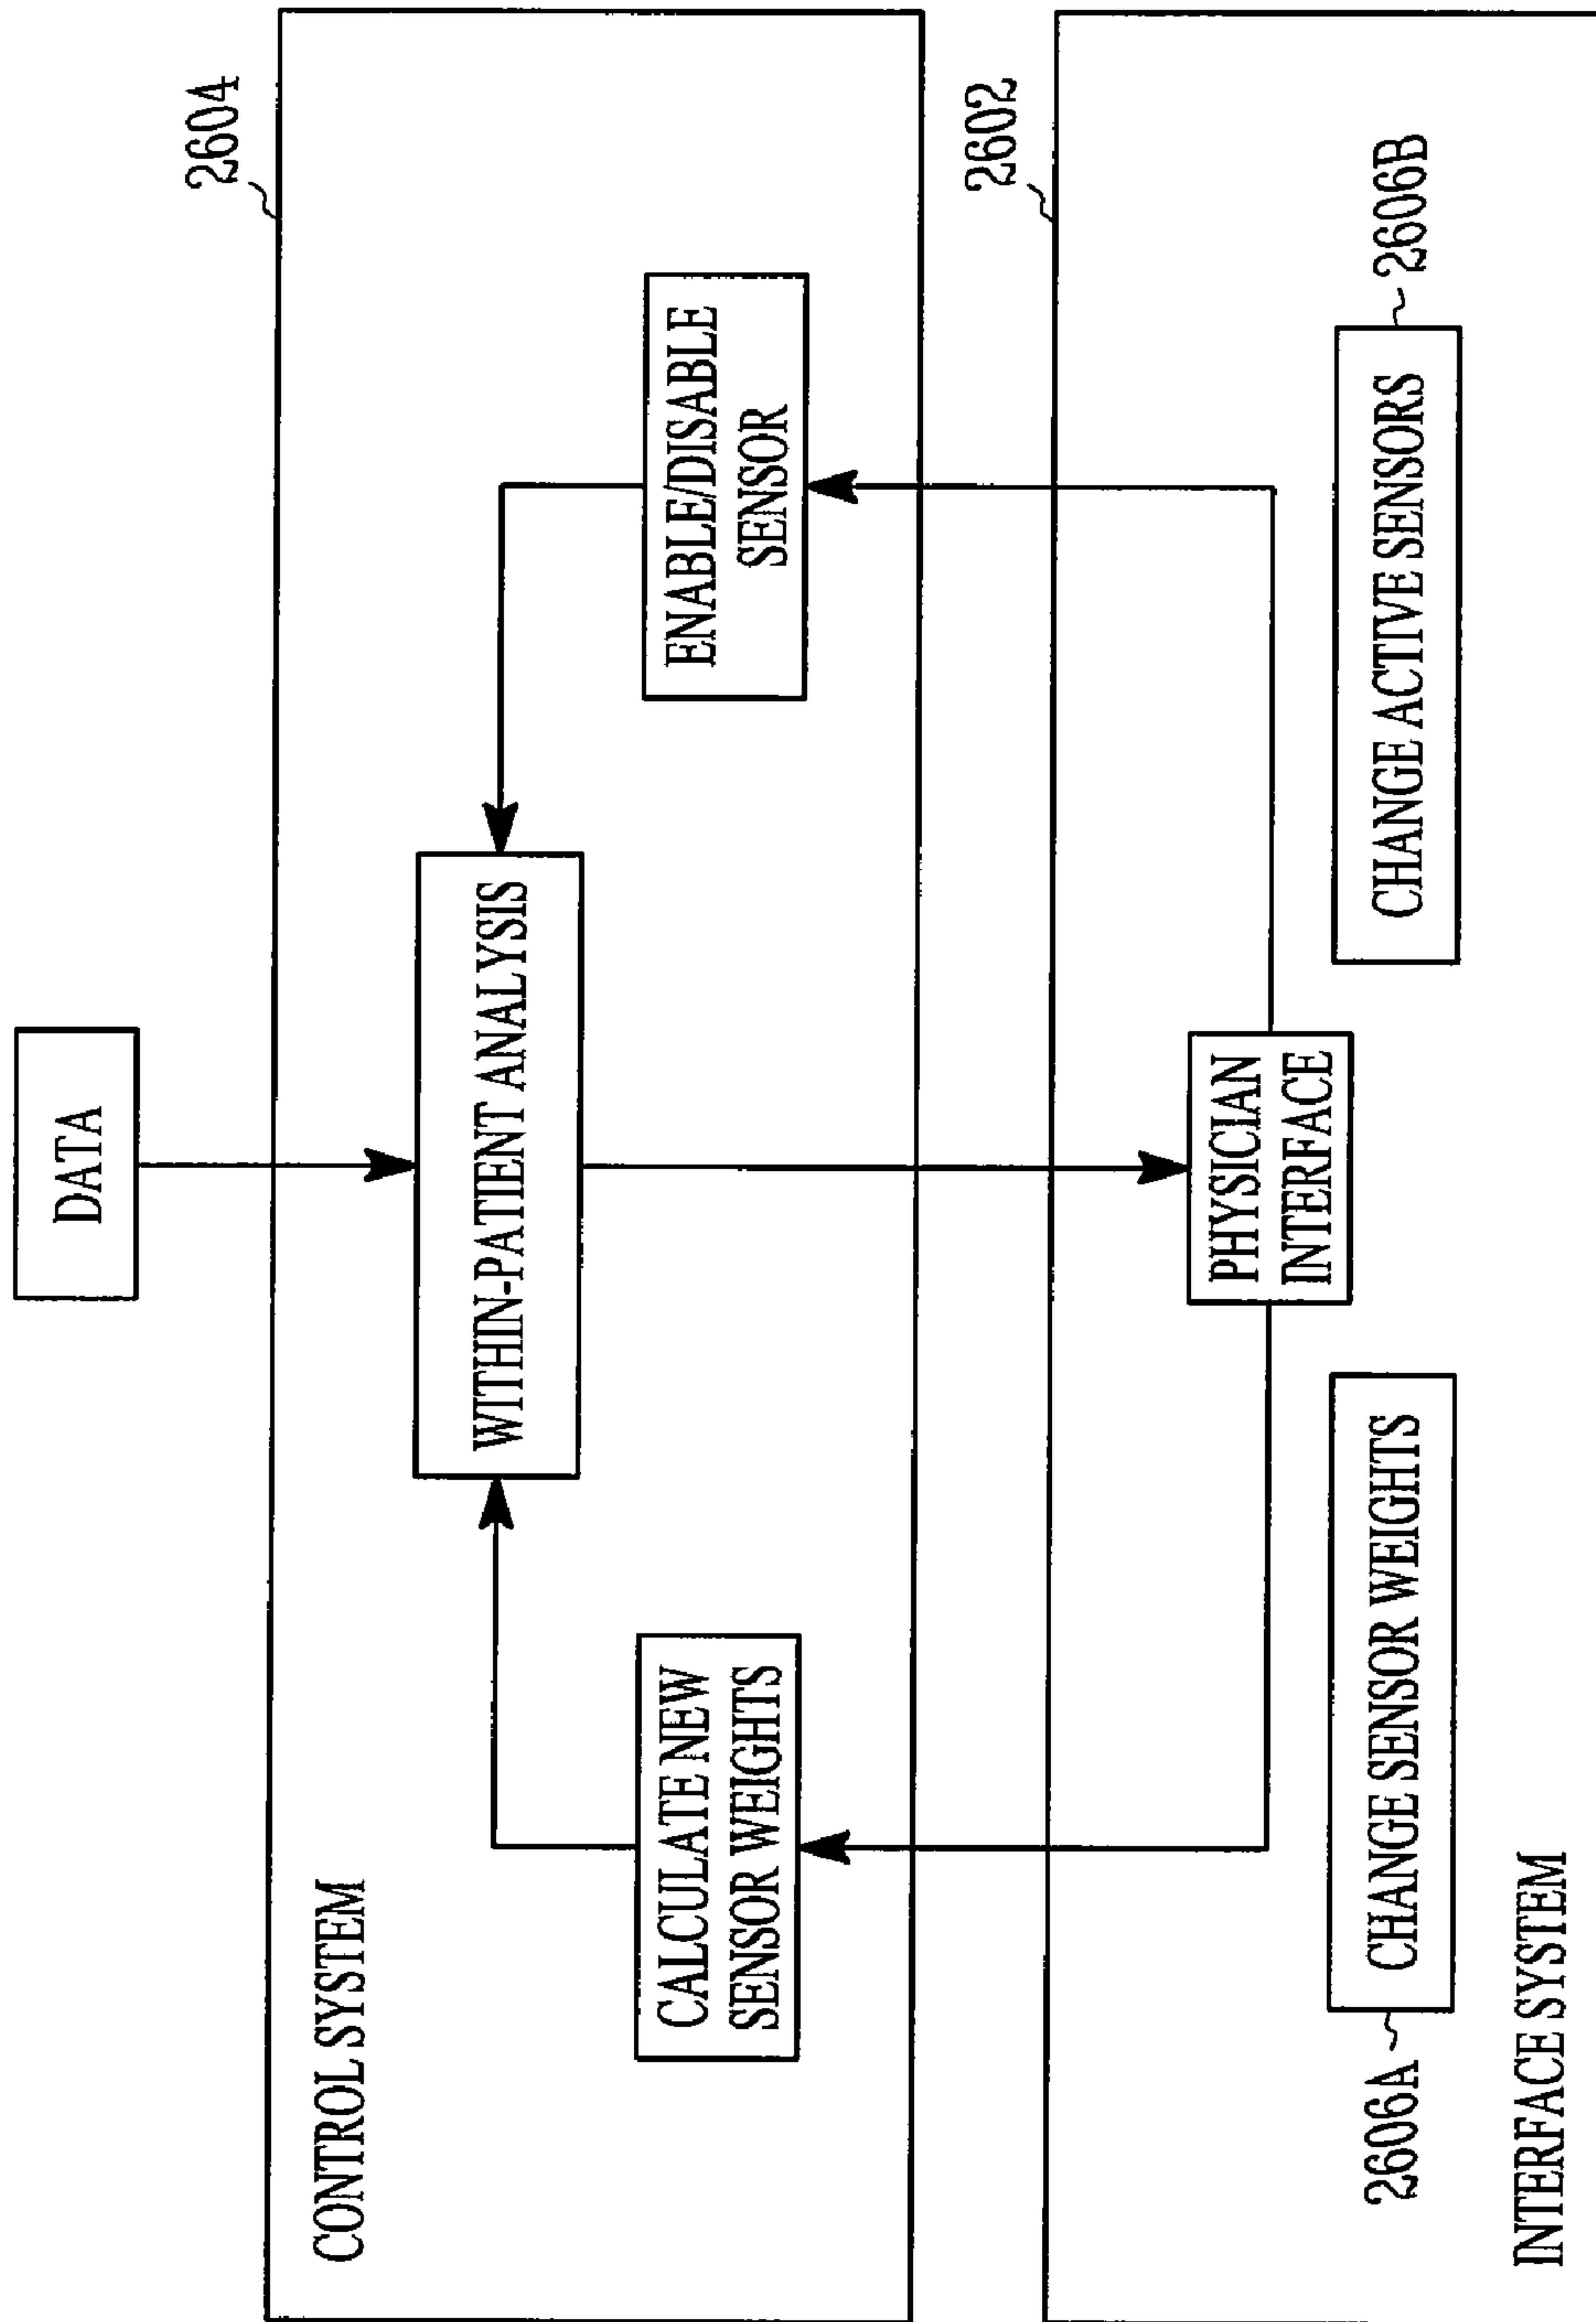 DATA
2604
CONTROL SYSTEM
WITHIN-PATIENT ANALYSIS
CALCULATE NEW
SENSOR WEIGHTS
ENABLE/DISABLE
SENSOR
2602
PHYSICIAN
INTERFACE
2606A
CHANGE SENSOR WEIGHTS
CHANGE ACTIVE SENSORS
2606B
INTERFACE SYSTEM